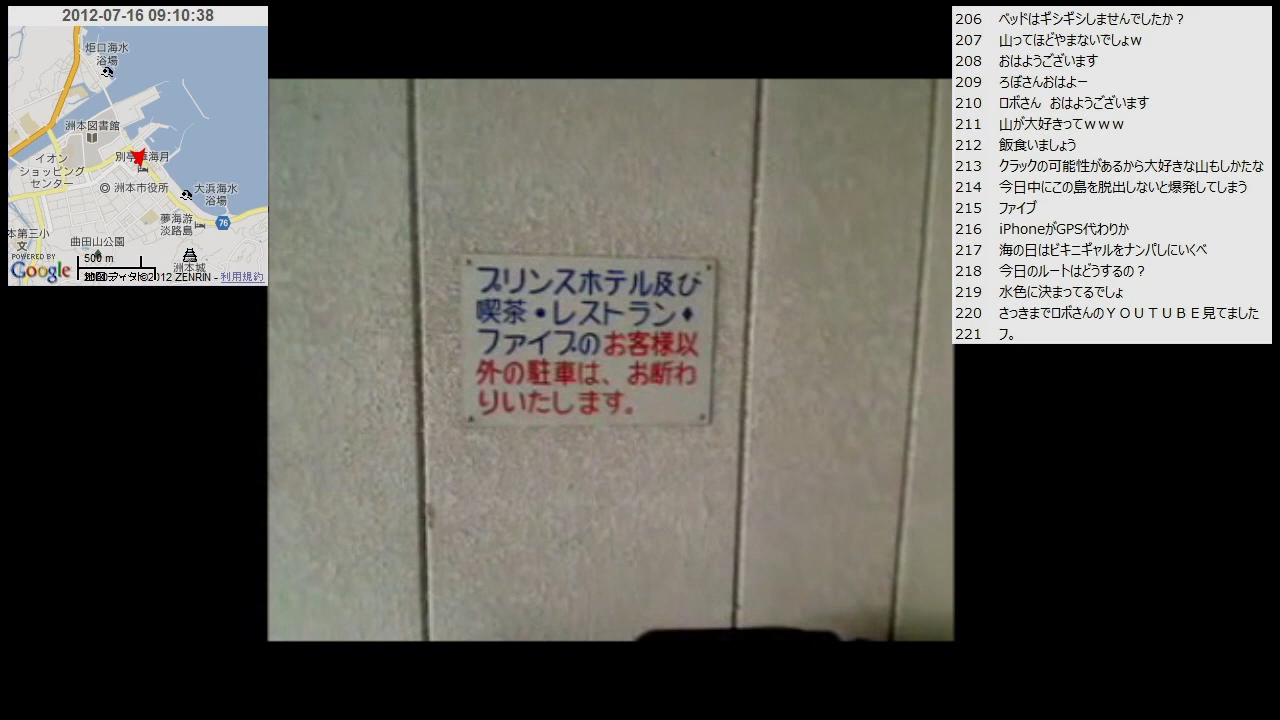 2012-07-16 09:10:38
炬口海水
浴場
洲本図書館
イオン
ショッピング
センター
洲本市役所
大浜海水
浴場
夢海游
淡路島
76
本第三小
文
曲田山公園
洲本城
POWERED BY
Google
500 m
©2012 ZENRIN - 利用規約
プリンスホテル及び
喫茶・レストラン♦
ファイブのお客様以
外の駐車は、お断わ
りいたします。
206 ベッドはギシギシしませんでしたか？
207 山ってほどやまないでしょｗ
208 おはようございます
209 ろぼさんおはよー
210 ロボさん　おはようございます
211 山が大好きってｗｗｗ
212 飯食いましょう
213 クラックの可能性があるから大好きな山もしかたな
214 今日中にこの島を脱出しないと爆発してしまう
215 ファイブ
216 iPhoneがGPS代わりか
217 海の日はビキニギャルをナンパしにいくべ
218 今日のルートはどうするの？
219 水色に決まってるでしょ
220 さっきまでロボさんのＹＯＵＴＵＢＥ見てました
221 フ。